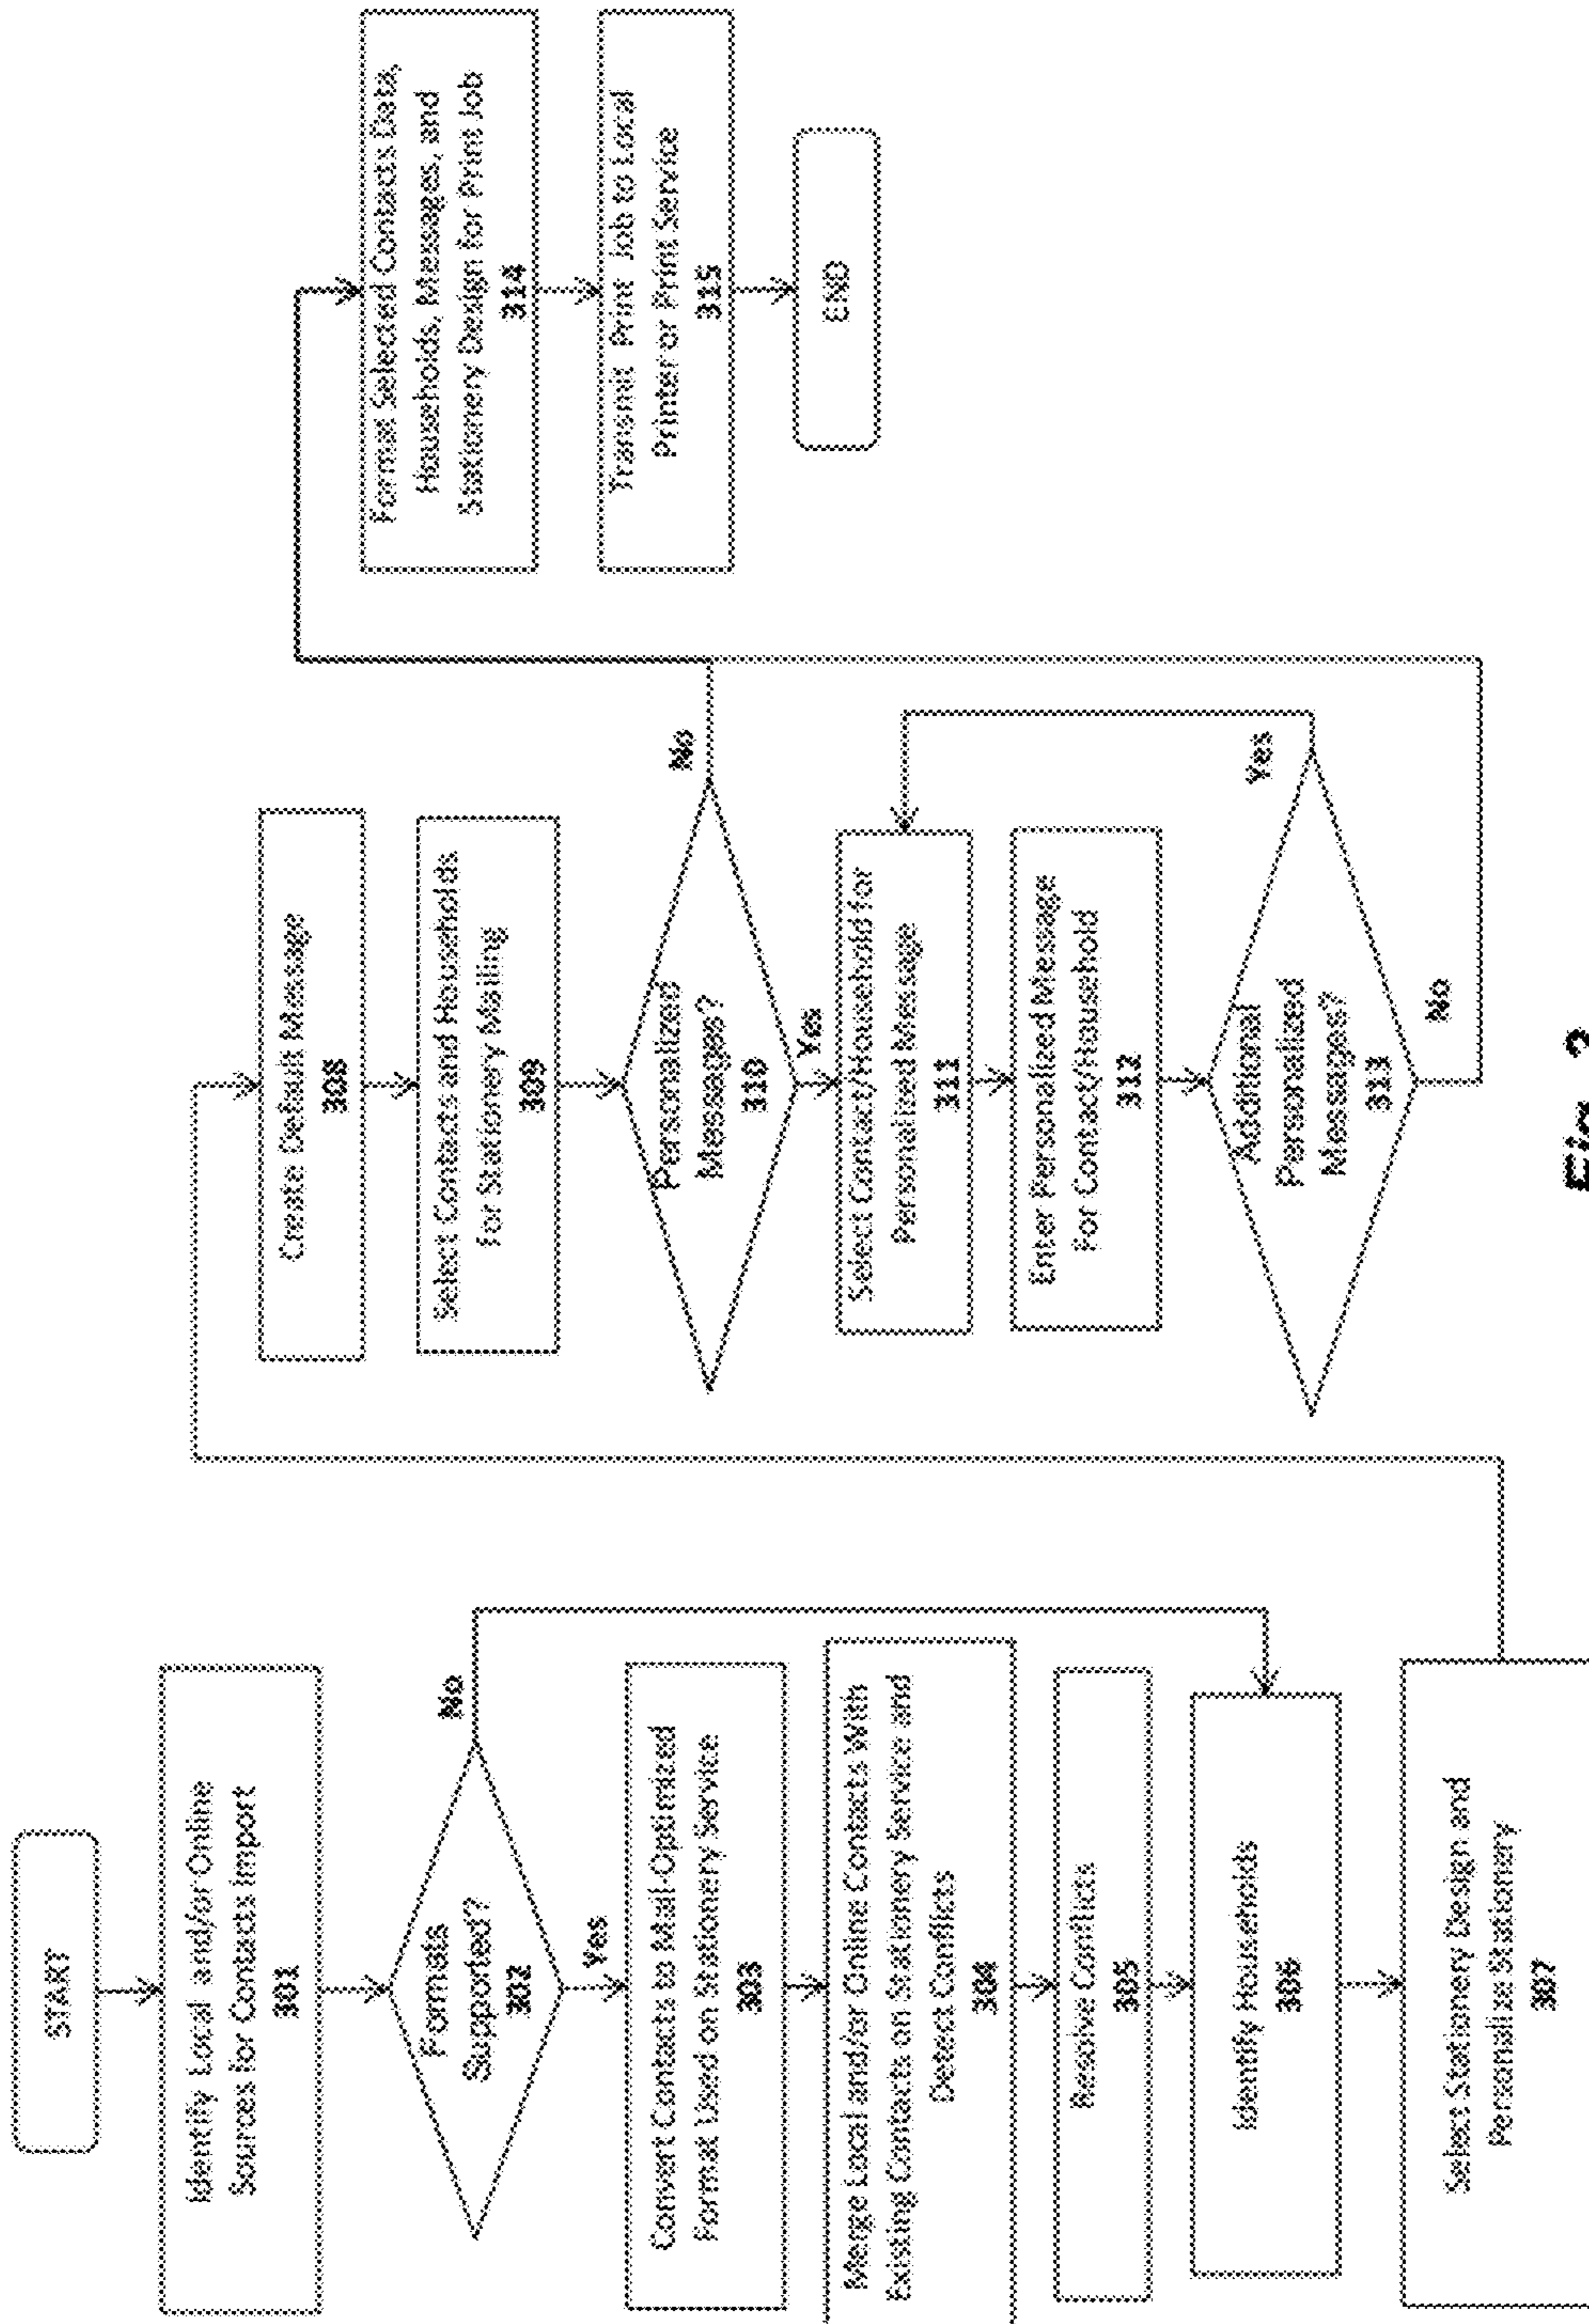 START
Identify Local and/or Online
Sources for Contacts Import
301
Formats
Supported?
302
No
Yes
Convert Contacts to Mail-Optimized
Format Used on Stationery Service
303
Merge Local and/or Online Contacts With
Existing Contacts on Stationery Service and
Detect Conflicts
304
Resolve Conflicts
305
Identify Households
306
Select Stationery Design and
Personalize Stationery
307
Create Default Message
308
Select Contacts and Households
for Stationery Mailing
309
Personalized
Messages?
310
No
Yes
Select Contact/Household for
Personalized Message
311
Enter Personalized Message
For Contact/Household
312
Additional
Personalized
Messages?
313
Yes
No
Format Selected Contacts Data,
Households, Messages, and
Stationery Design for Print Job
314
Transmit Print Job to Local
Printer or Print Service
315
END